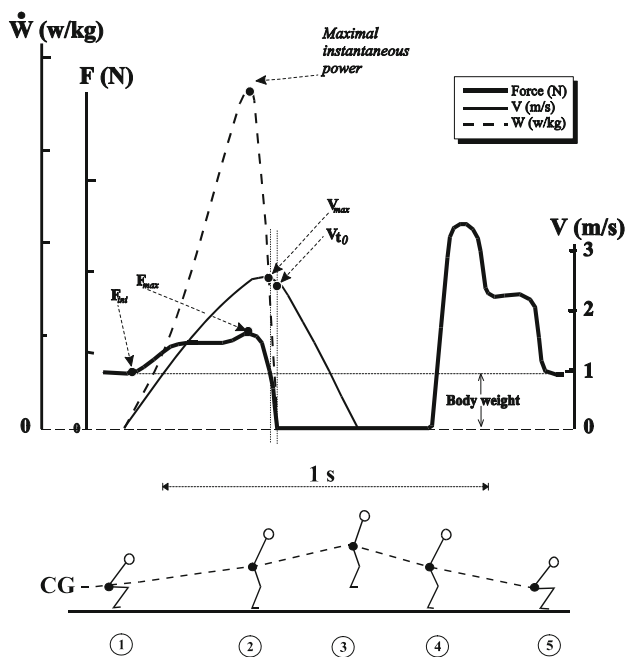 Ẇ (w/kg)
F (N)
Maximal
instantaneous
power
Force (N)
V (m/s)
W (w/kg)
Vmax
Vt0
Fmax
Fini
V (m/s)
3
2
1
Body weight
0
0
0
1 s
CG
1
2
3
4
5